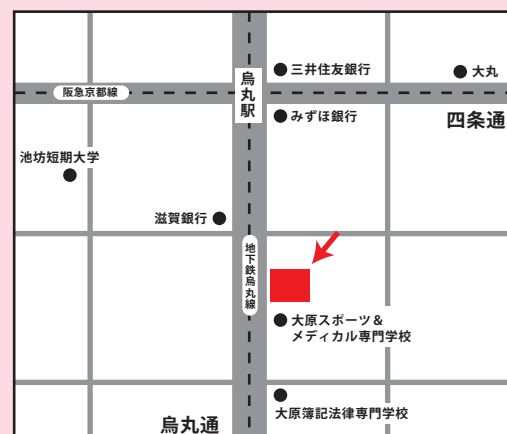 三井住友銀行
大丸
烏丸駅
阪急京都線
みずほ銀行
四条通
池坊短期大学
滋賀銀行
地下鉄烏丸線
大原スポーツ&
メディカル専門学校
大原簿記法律専門学校
烏丸通